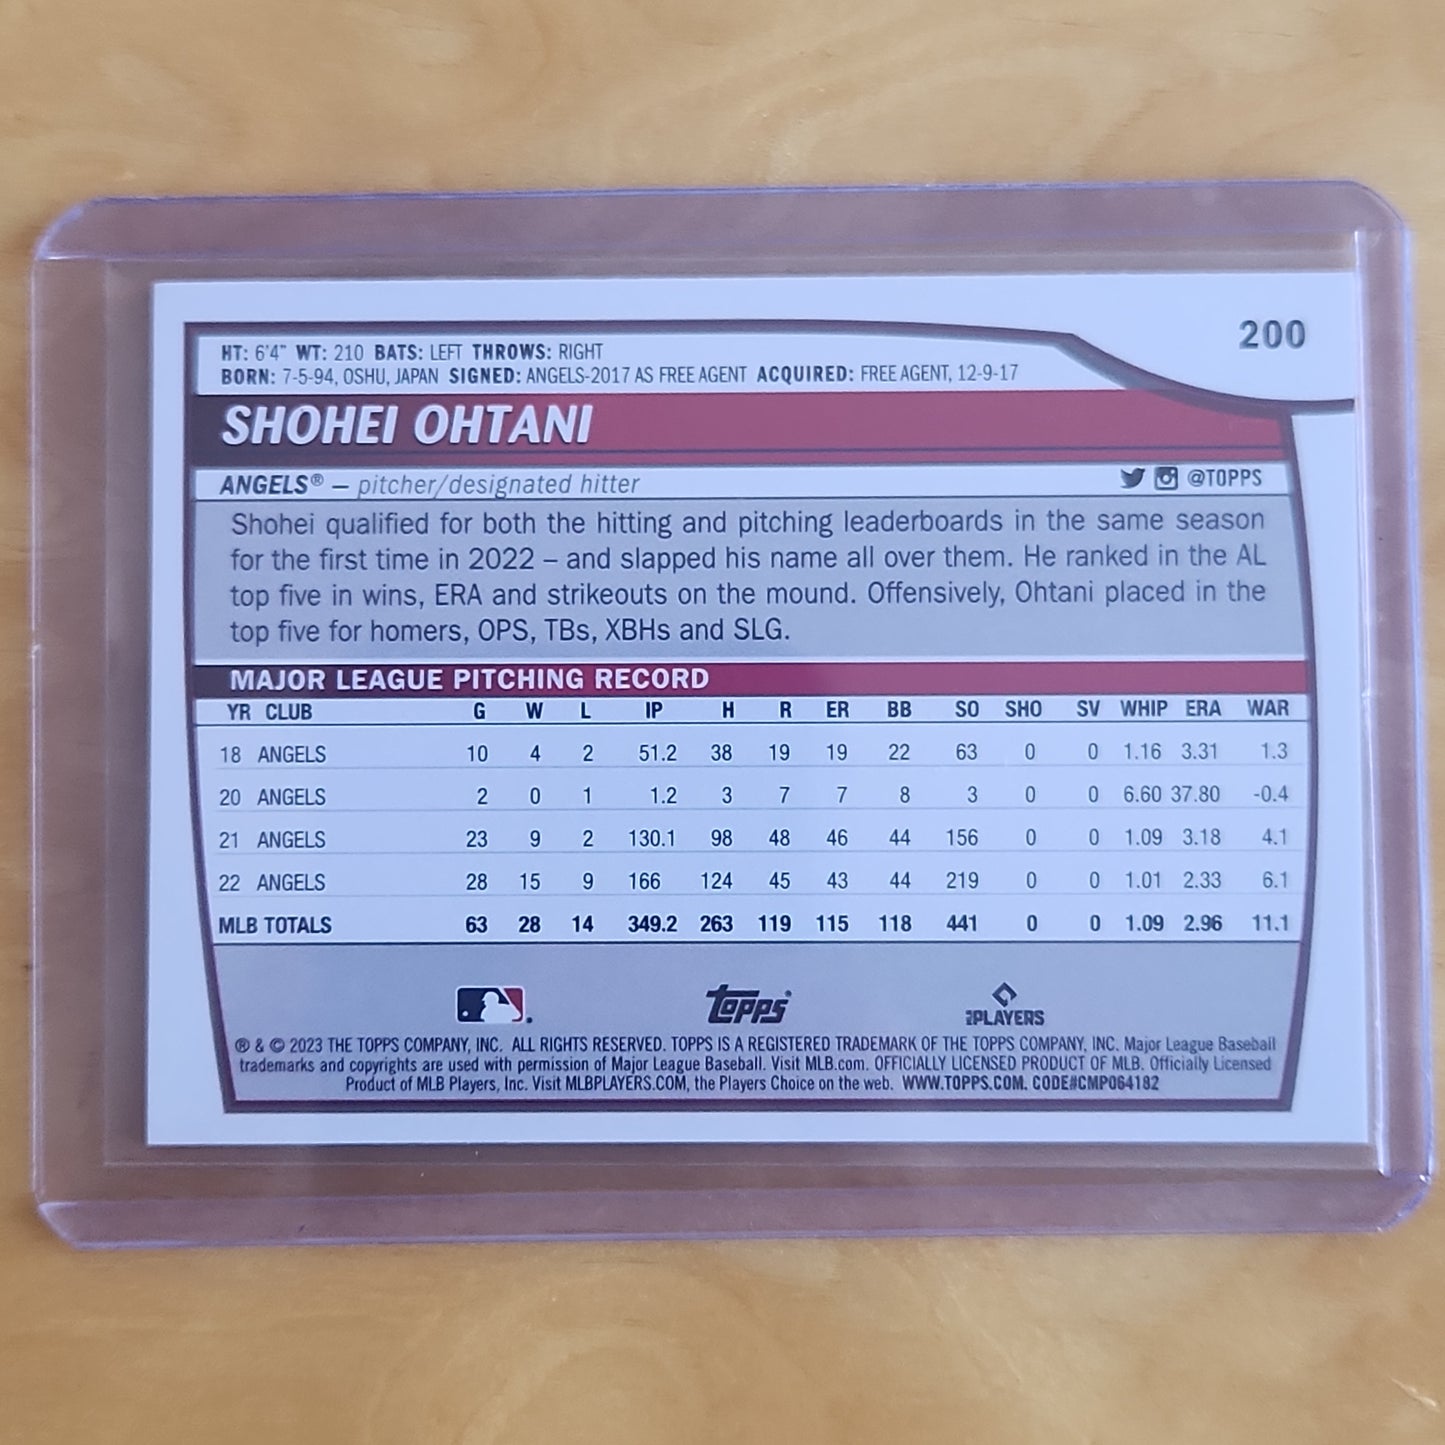 200
HT: 6'4" WT: 210 BATS: LEFT THROWS: RIGHT
BORN: 7-5-94, OSHU, JAPAN SIGNED: ANGELS-2017 AS FREE AGENT ACQUIRED: FREE AGENT, 12-9-17
SHOHEI OHTANI
ANGELS® – pitcher/designated hitter @TOPPS
Shohei qualified for both the hitting and pitching leaderboards in the same season
for the first time in 2022 – and slapped his name all over them. He ranked in the AL
top five in wins, ERA and strikeouts on the mound. Offensively, Ohtani placed in the
top five for homers, OPS, TBs, XBHs and SLG.
MAJOR LEAGUE PITCHING RECORD
YR CLUB G W L IP H R ER BB SO SHO SV WHIP ERA WAR
18 ANGELS 10 4 2 51.2 38 19 19 22 63 0 0 1.16 3.31 1.3
20 ANGELS 2 0 1 1.2 3 7 7 8 3 0 0 6.60 37.80 -0.4
21 ANGELS 23 9 2 130.1 98 48 46 44 156 0 0 1.09 3.18 4.1
22 ANGELS 28 15 9 166 124 45 43 44 219 0 0 1.01 2.33 6.1
MLB TOTALS 63 28 14 349.2 263 119 115 118 441 0 0 1.09 2.96 11.1
topps® PLAYERS
® & © 2023 THE TOPPS COMPANY, INC. ALL RIGHTS RESERVED. TOPPS IS A REGISTERED TRADEMARK OF THE TOPPS COMPANY, INC. Major League Baseball
trademarks and copyrights are used with permission of Major League Baseball. Visit MLB.com. OFFICIALLY LICENSED PRODUCT OF MLB. Officially Licensed
Product of MLB Players, Inc. Visit MLBPLAYERS.COM, the Players Choice on the web. WWW.TOPPS.COM. CODE#CMP064182